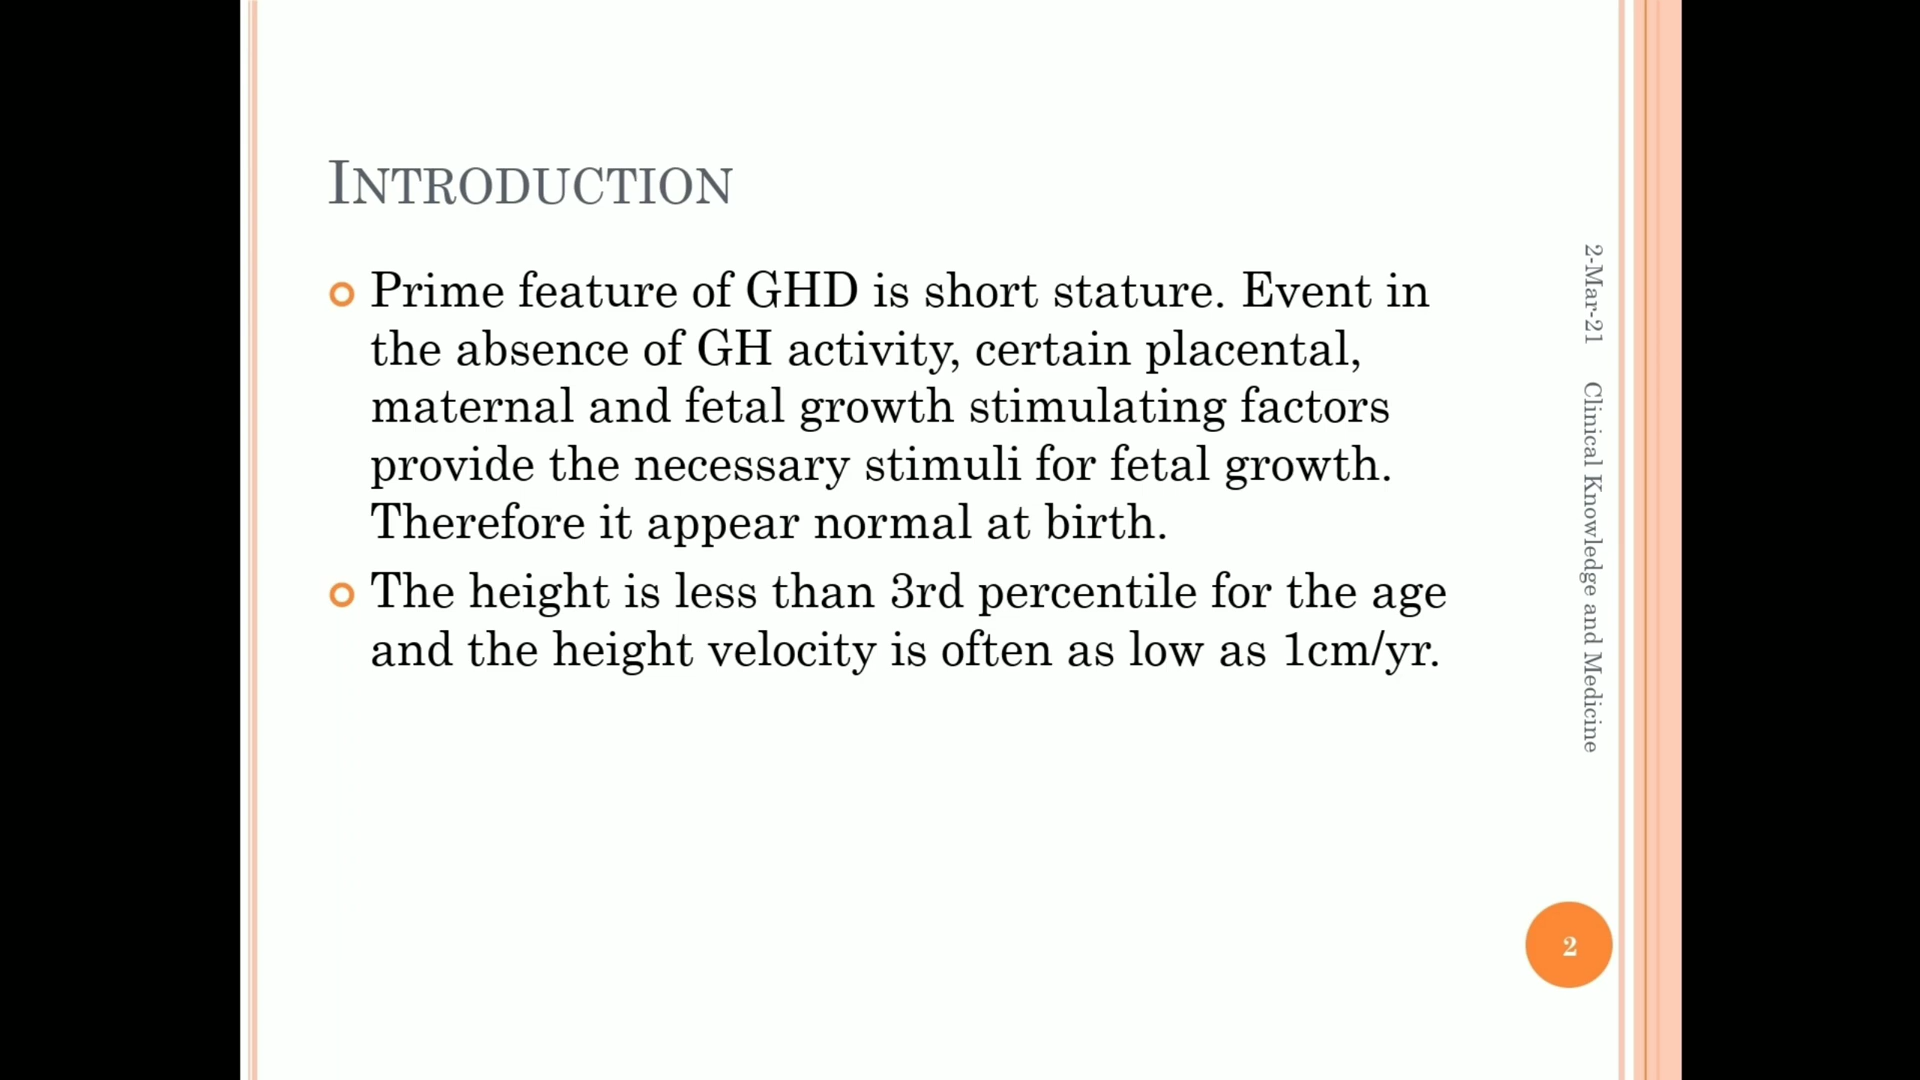 INTRODUCTION
Prime feature of GHD is short stature. Event in
the absence of GH activity, certain placental,
maternal and fetal growth stimulating factors
provide the necessary stimuli for fetal growth.
Therefore it appear normal at birth.
The height is less than 3rd percentile for the age
and the height velocity is often as low as 1cm/yr.
2-Mar-21
Clinical Knowledge and Medicine
2